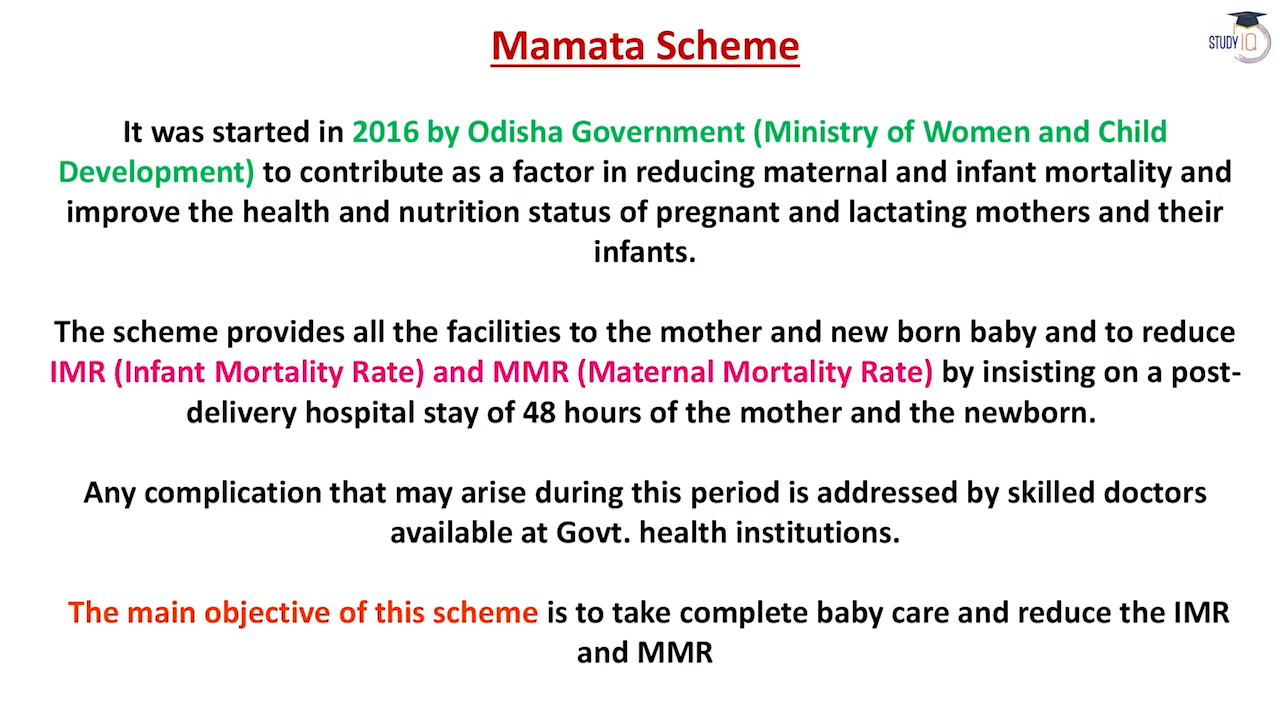 Mamata Scheme
STUDY IQ
It was started in 2016 by Odisha Government (Ministry of Women and Child
Development) to contribute as a factor in reducing maternal and infant mortality and
improve the health and nutrition status of pregnant and lactating mothers and their
infants.
The scheme provides all the facilities to the mother and new born baby and to reduce
IMR (Infant Mortality Rate) and MMR (Maternal Mortality Rate) by insisting on a post-
delivery hospital stay of 48 hours of the mother and the newborn.
Any complication that may arise during this period is addressed by skilled doctors
available at Govt. health institutions.
The main objective of this scheme is to take complete baby care and reduce the IMR
and MMR